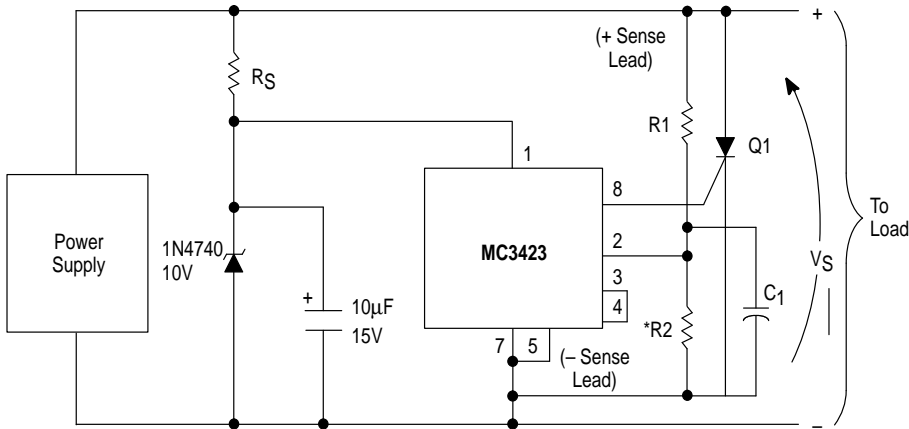 +
(+ Sense
Lead)
RS
R1
Q1
1
8
To
Load
Power
Supply
MC3423
2
1N4740
10V
VS
3
C1
+
10μF
15V
4
*R2
7
5
(– Sense
Lead)
–